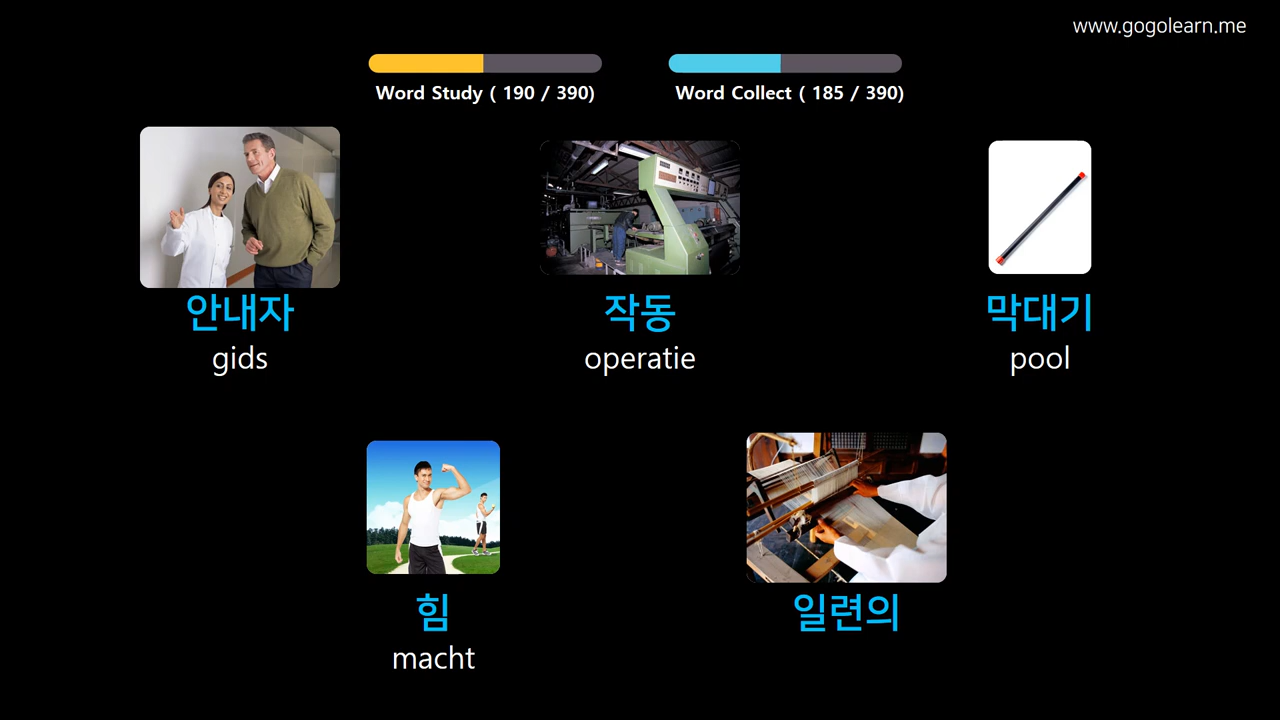 www.gogolearn.me
Word Study ( 190 / 390)
Word Collect ( 185 / 390)
안내자
gids
작동
operatie
막대기
pool
힘
macht
일련의